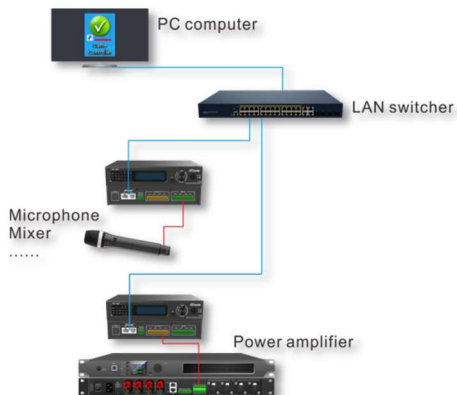 PC computer
LAN switcher
Microphone
Mixer
......
Power amplifier